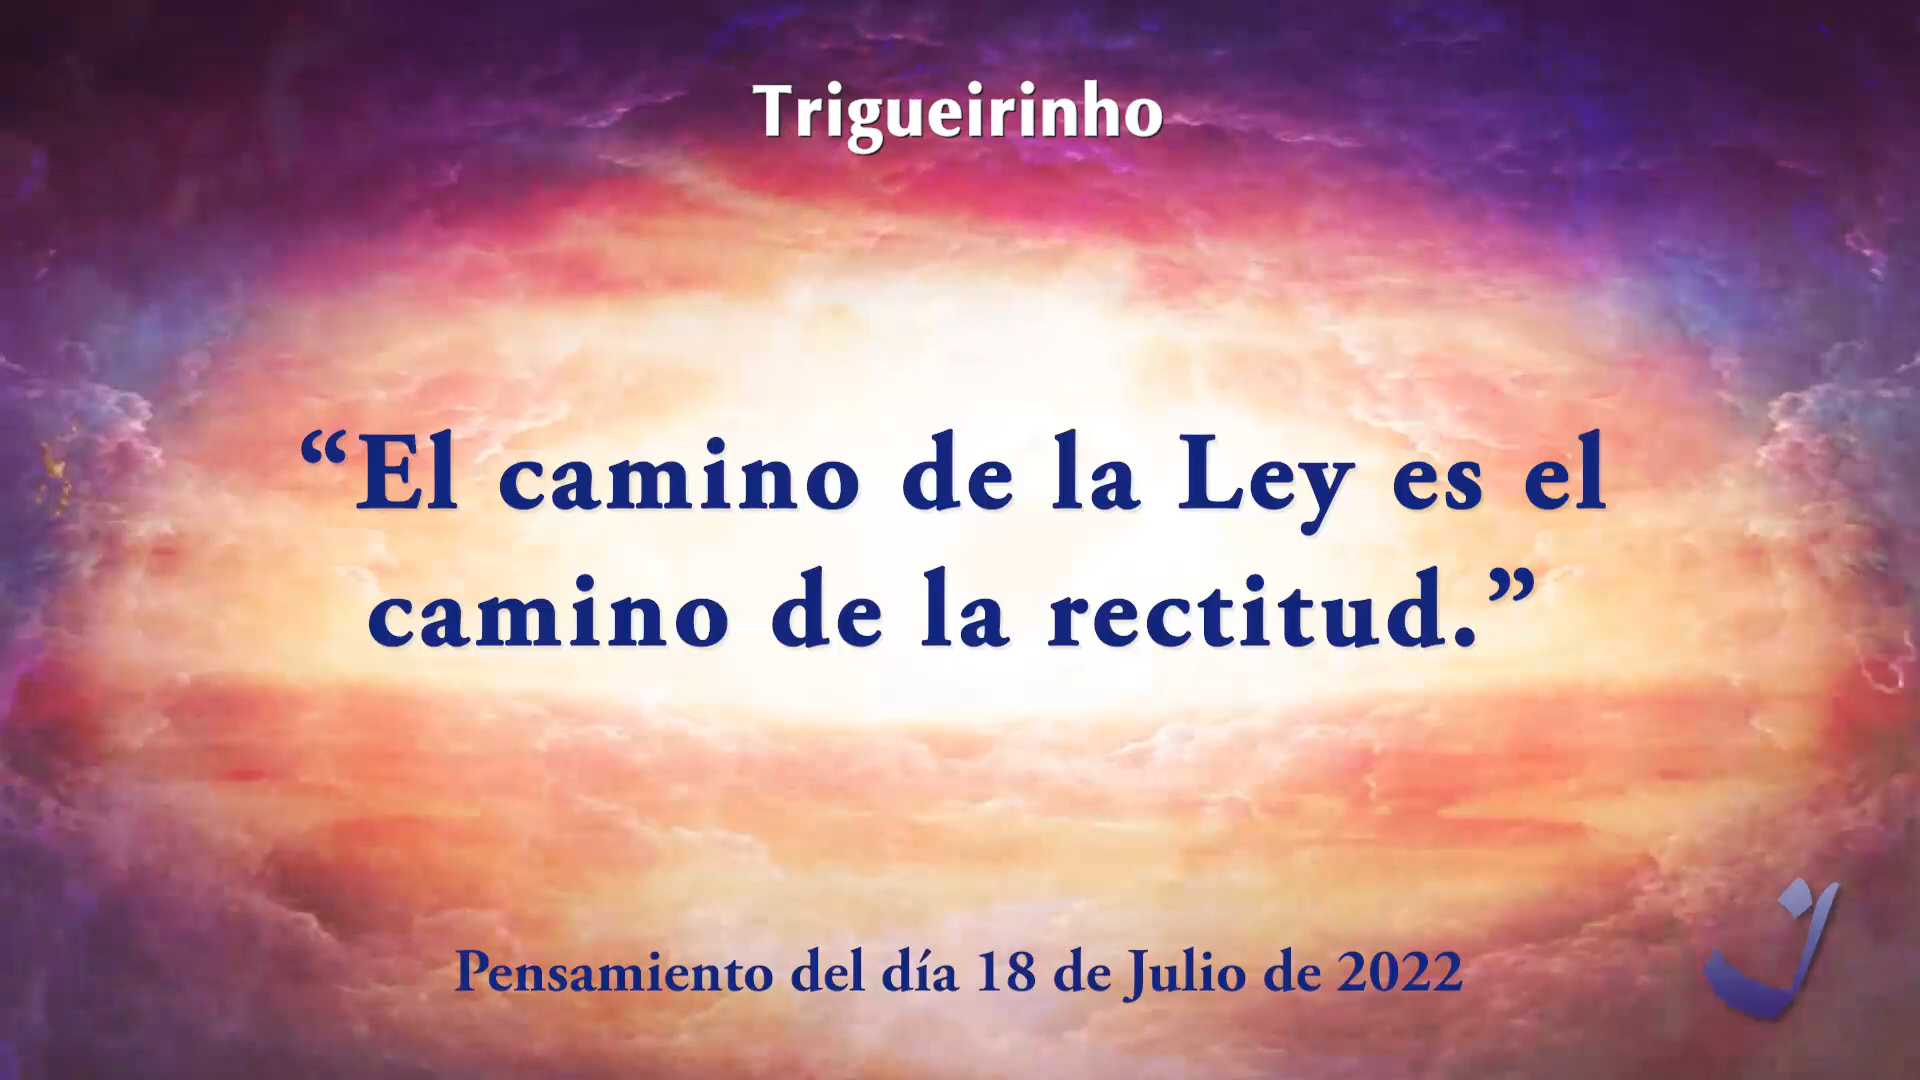 Trigueirinho
“El camino de la Ley es el
camino de la rectitud.”
Pensamiento del día 18 de Julio de 2022